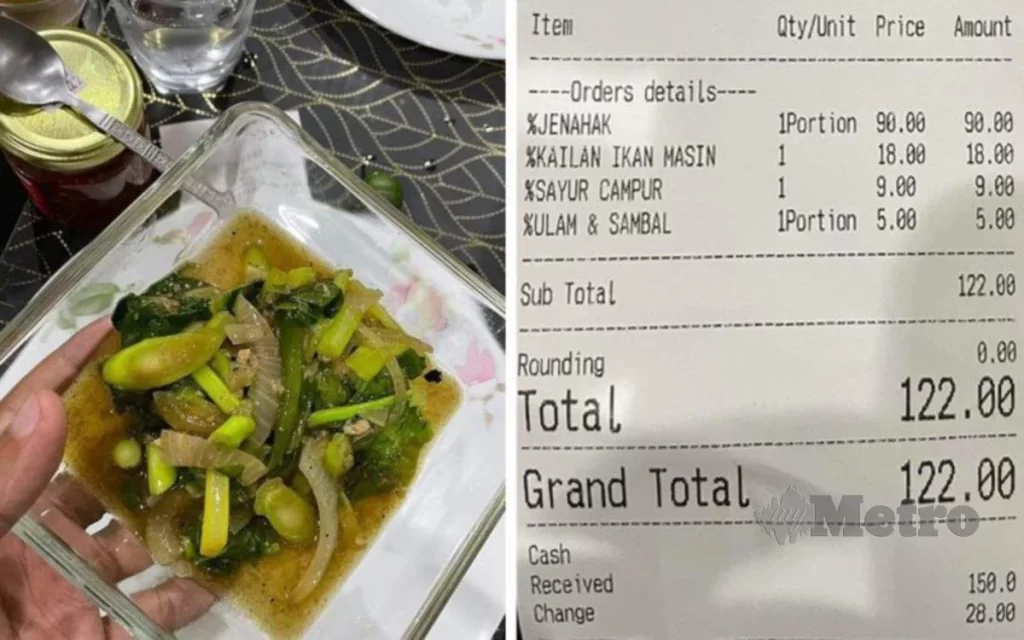 Item Qty/Unit Price Amount
----Orders details----
%JENAHAK 1Portion 90.00 90.00
%KAILAN IKAN MASIN 1 18.00 18.00
%SAYUR CAMPUR 1 9.00 9.00
%ULAM & SAMBAL 1Portion 5.00 5.00
Sub Total 122.00
Rounding 0.00
Total 122.00
Grand Total 122.00
my Metro
Cash
Received 150.0
Change 28.00